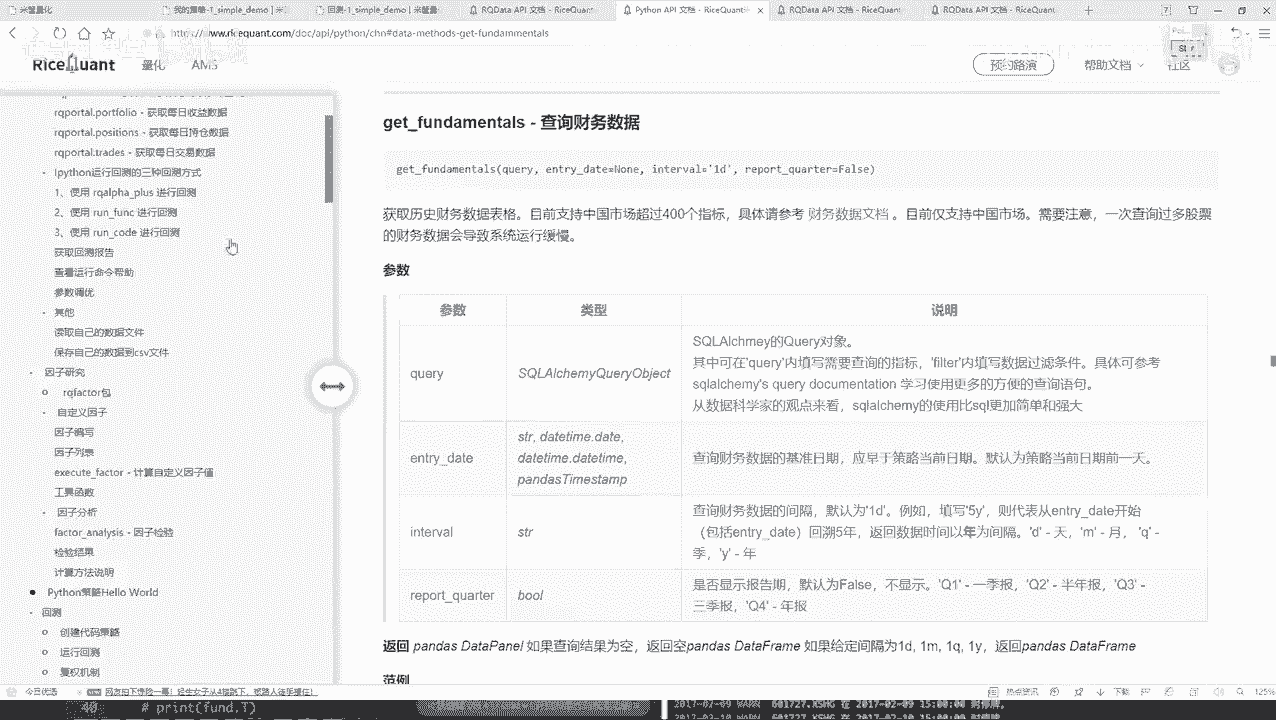 米筐量化
我的策略-1_simple_demo | 米
回测-1_simple_demo | 米筐量
RQData API 文档 - RiceQuant
Python API 文档 - RiceQuant
RQData API 文档 - RiceQuant
RQData API 文档 - RiceQuant
https://www.ricequant.com/doc/api/python/chn#data-methods-get-fundamentals
RiceQuant
量化
AMS
预约路演
帮助文档
社区
rqportal.portfolio - 获取每日收益数据
rqportal.positions - 获取每日持仓数据
rqportal.trades - 获取每日交易数据
Ipython运行回测的三种回测方式
1、使用 rqalpha_plus 进行回测
2、使用 run_func 进行回测
3、使用 run_code 进行回测
获取回测报告
查看运行命令帮助
参数调优
其他
读取自己的数据文件
保存自己的数据到csv文件
因子研究
rqfactor包
自定义因子
因子编写
因子列表
execute_factor - 计算自定义因子值
工具函数
因子分析
factor_analysis - 因子检验
检验结果
计算方法说明
Python策略Hello World
回测
创建代码策略
运行回测
复权机制
get_fundamentals - 查询财务数据
get_fundamentals(query, entry_date=None, interval='1d', report_quarter=False)
获取历史财务数据表格。目前支持中国市场超过400个指标，具体请参考 财务数据文档 。目前仅支持中国市场。需要注意，一次查询过多股票
的财务数据会导致系统运行缓慢。
参数
参数 类型 说明
query
SQLAlchemyQueryObject
SQLAlchmey的Query对象。
其中可在'query'内填写需要查询的指标，'filter'内填写数据过滤条件。具体可参考
sqlalchemy's query documentation 学习使用更多的方便的查询语句。
从数据科学家的观点来看，sqlalchemy的使用比sql更加简单和强大
entry_date
str, datetime.date,
datetime.datetime,
pandasTimestamp
查询财务数据的基准日期，应早于策略当前日期。默认为策略当前日期前一天。
interval
str
查询财务数据的间隔，默认为'1d'。例如，填写'5y'，则代表从entry_date开始
（包括entry_date）回溯5年，返回数据时间以年为间隔。'd' - 天，'m' - 月， 'q' -
季，'y' - 年
report_quarter
bool
是否显示报告期，默认为False，不显示。'Q1' - 一季报，'Q2' - 半年报，'Q3' -
三季报，'Q4' - 年报
返回 pandas DataPanel 如果查询结果为空，返回空pandas DataFrame 如果给定间隔为1d, 1m, 1q, 1y，返回pandas DataFrame
范例
今日优选
热点资讯
下载
125%
40 # print(fund.T)